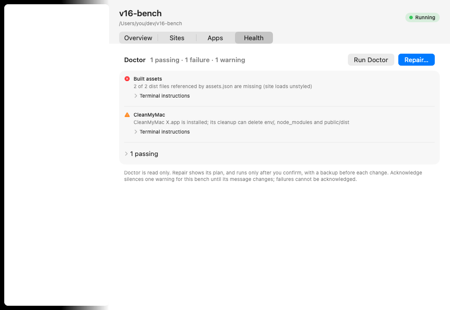 v16-bench
/Users/you/dev/v16-bench
Running
Overview Sites Apps Health
Doctor 1 passing · 1 failure · 1 warning
Run Doctor Repair...
Built assets
2 of 2 dist files referenced by assets.json are missing (site loads unstyled)
Terminal instructions
CleanMyMac
CleanMyMac X.app is installed; its cleanup can delete env/, node_modules and public/dist
Terminal instructions
1 passing
Doctor is read only. Repair shows its plan, and runs only after you confirm, with a backup before each change. Acknowledge
silences one warning for this bench until its message changes; failures cannot be acknowledged.